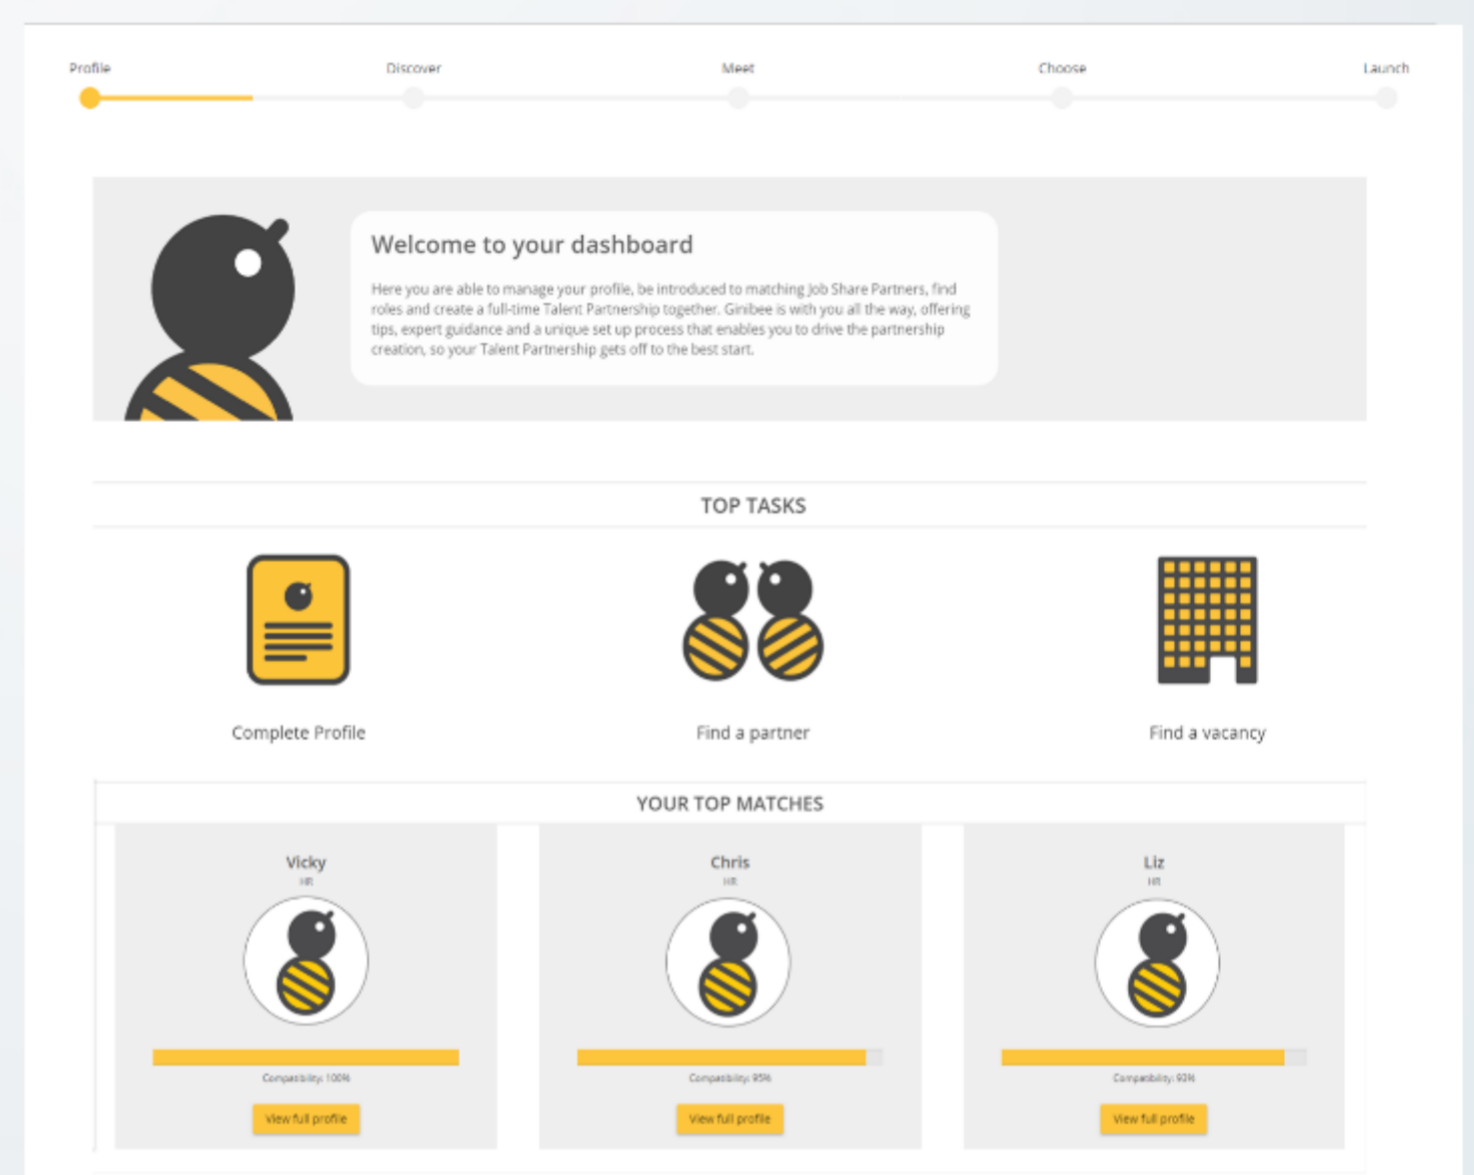 Profile Discover Meet Choose Launch
Welcome to your dashboard
Here you are able to manage your profile, be introduced to matching Job Share Partners, find
roles and create a full-time Talent Partnership together. Ginibee is with you all the way, offering
tips, expert guidance and a unique set up process that enables you to drive the partnership
creation, so your Talent Partnership gets off to the best start.
TOP TASKS
Complete Profile Find a partner Find a vacancy
YOUR TOP MATCHES
Vicky Chris Liz
HR HR HR
Compatibility: 100% Compatibility: 95% Compatibility: 93%
View full profile View full profile View full profile